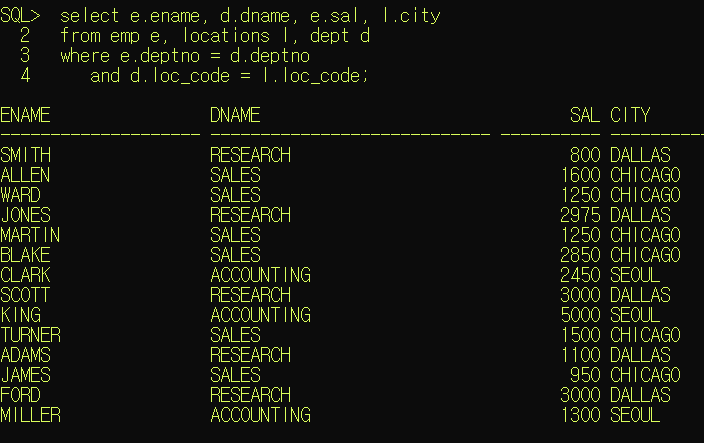 SQL> select e.ename, d.dname, e.sal, l.city
2 from emp e, locations l, dept d
3 where e.deptno = d.deptno
4 and d.loc_code = l.loc_code;
ENAME DNAME SAL CITY
-------------------- ---------------------------- ---------- ----------
SMITH RESEARCH 800 DALLAS
ALLEN SALES 1600 CHICAGO
WARD SALES 1250 CHICAGO
JONES RESEARCH 2975 DALLAS
MARTIN SALES 1250 CHICAGO
BLAKE SALES 2850 CHICAGO
CLARK ACCOUNTING 2450 SEOUL
SCOTT RESEARCH 3000 DALLAS
KING ACCOUNTING 5000 SEOUL
TURNER SALES 1500 CHICAGO
ADAMS RESEARCH 1100 DALLAS
JAMES SALES 950 CHICAGO
FORD RESEARCH 3000 DALLAS
MILLER ACCOUNTING 1300 SEOUL